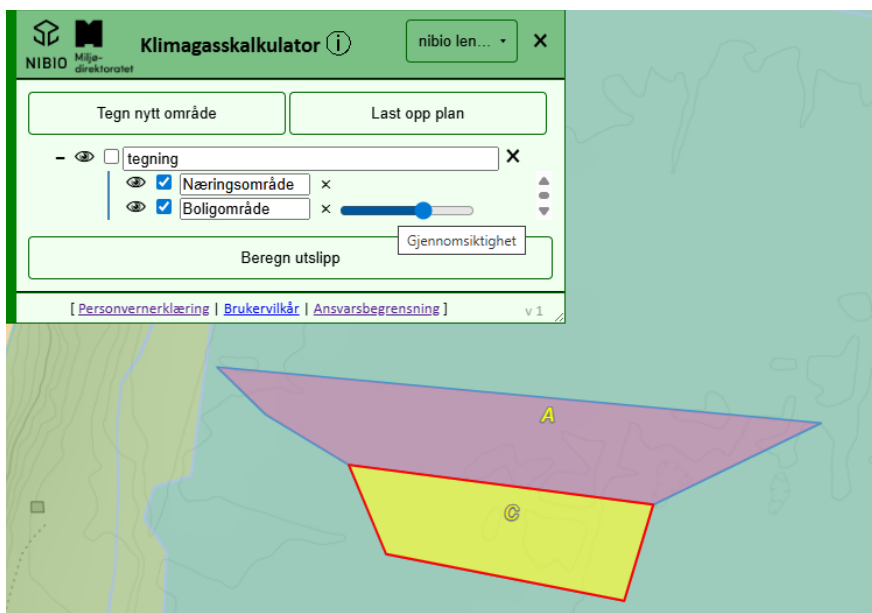 NIBIO
Miljø-
direktoratet
Klimagasskalkulator i
nibio len...
Tegn nytt område
Last opp plan
tegning
Næringsområde
Boligområde
Gjennomsiktighet
Beregn utslipp
[ Personvernerklæring | Brukervilkår | Ansvarsbegrensning ]
v 1
A
C